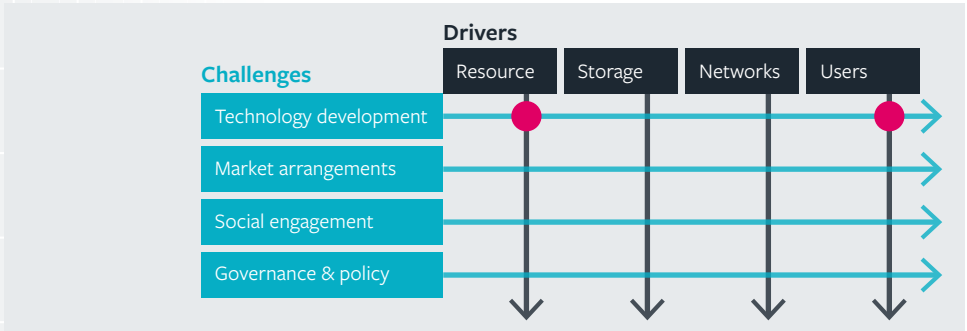 Drivers
Challenges
Resource Storage Networks Users
Technology development
Market arrangements
Social engagement
Governance & policy